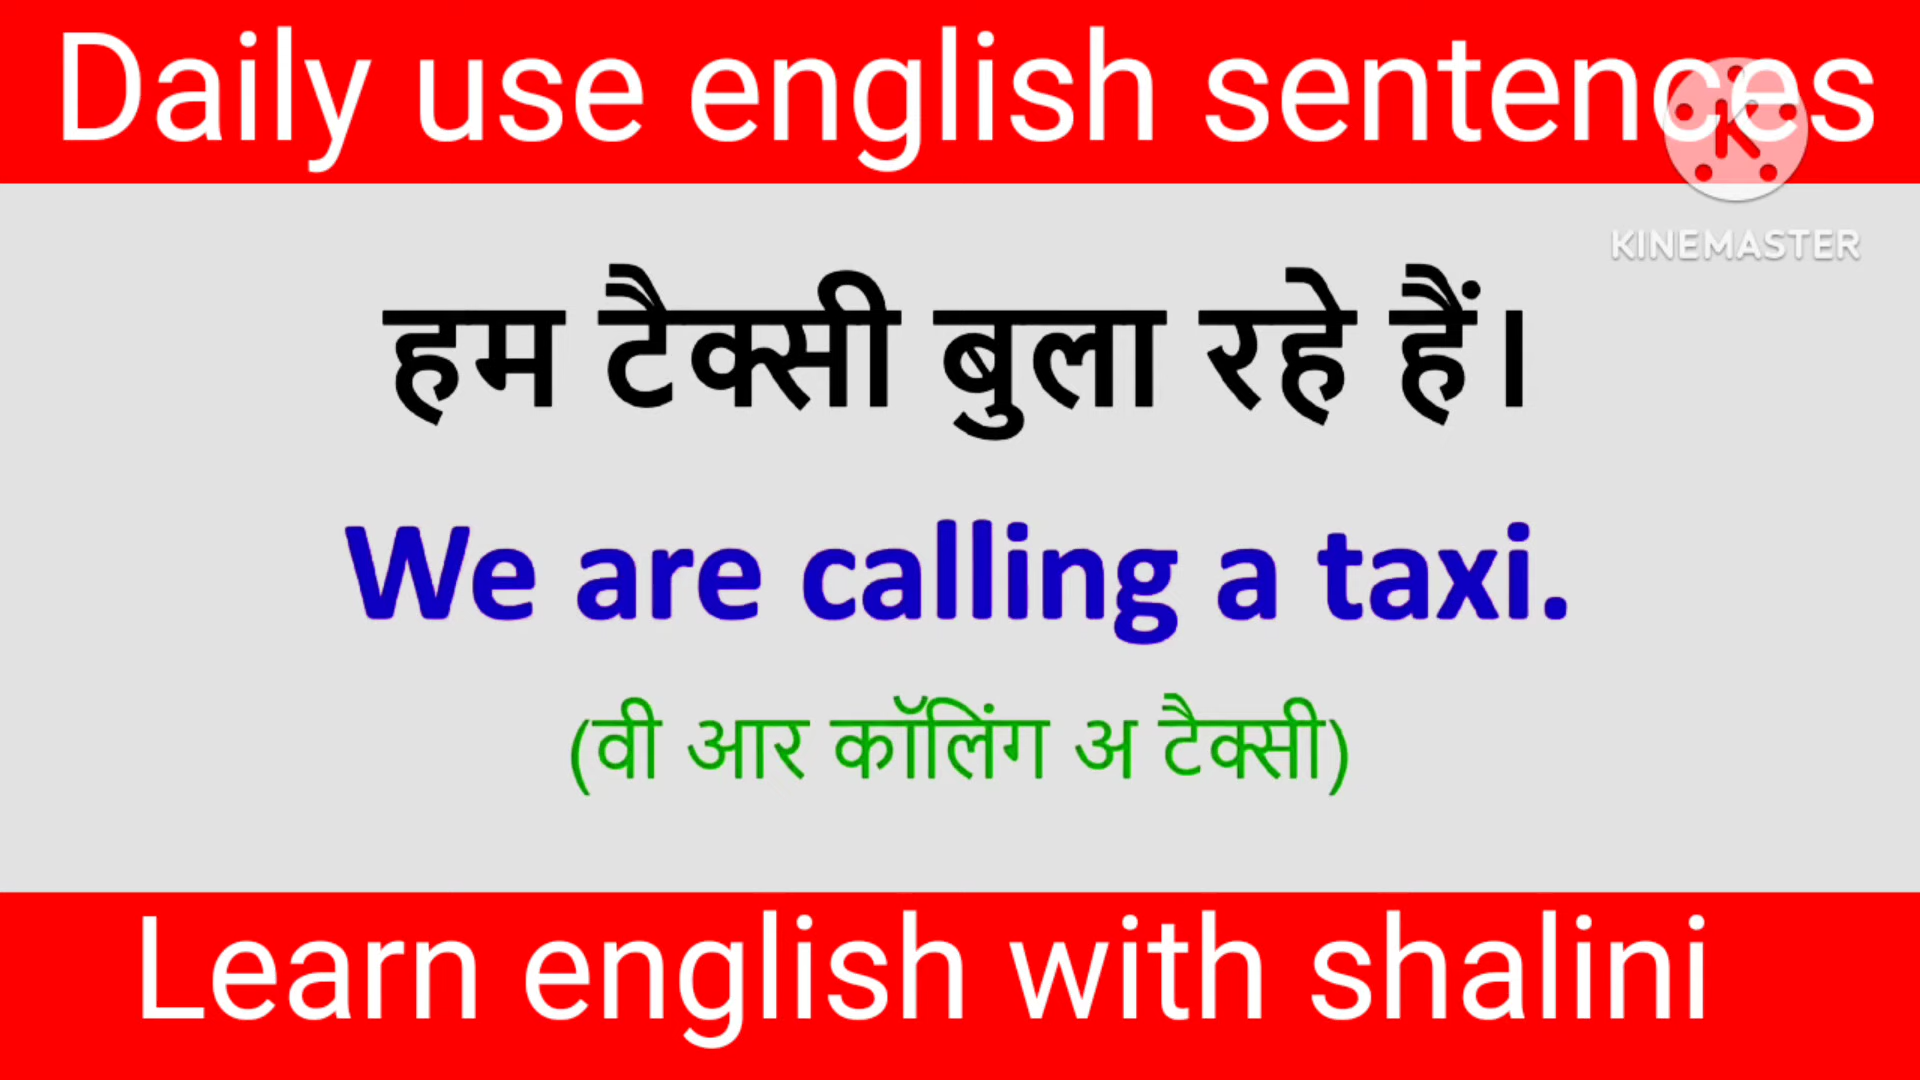 Daily use english sentences
K
KINEMASTER
हम टैक्सी बुला रहे हैं।
We are calling a taxi.
(वी आर कॉलिंग अ टैक्सी)
Learn english with shalini